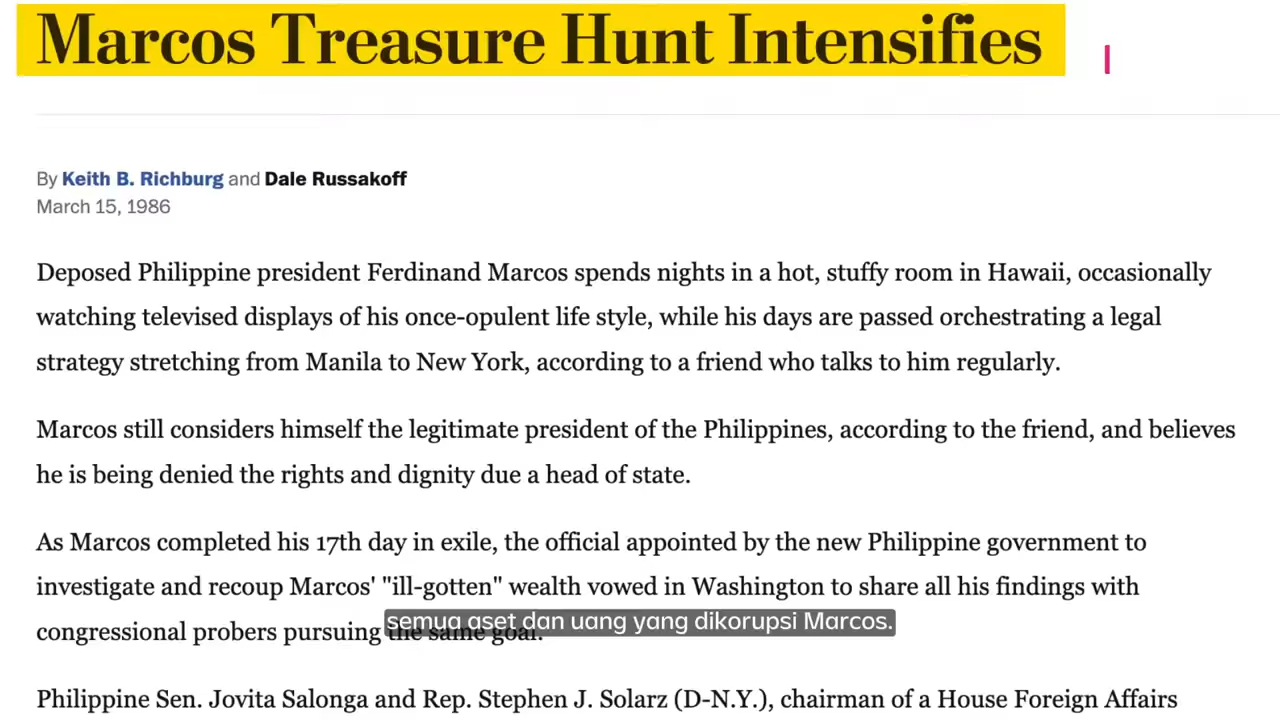 Marcos Treasure Hunt Intensifies
By Keith B. Richburg and Dale Russakoff
March 15, 1986
Deposed Philippine president Ferdinand Marcos spends nights in a hot, stuffy room in Hawaii, occasionally
watching televised displays of his once-opulent life style, while his days are passed orchestrating a legal
strategy stretching from Manila to New York, according to a friend who talks to him regularly.
Marcos still considers himself the legitimate president of the Philippines, according to the friend, and believes
he is being denied the rights and dignity due a head of state.
As Marcos completed his 17th day in exile, the official appointed by the new Philippine government to
investigate and recoup Marcos' "ill-gotten" wealth vowed in Washington to share all his findings with
congressional probers pursuing the same goal.
semua aset dan uang yang dikorupsi Marcos.
Philippine Sen. Jovita Salonga and Rep. Stephen J. Solarz (D-N.Y.), chairman of a House Foreign Affairs